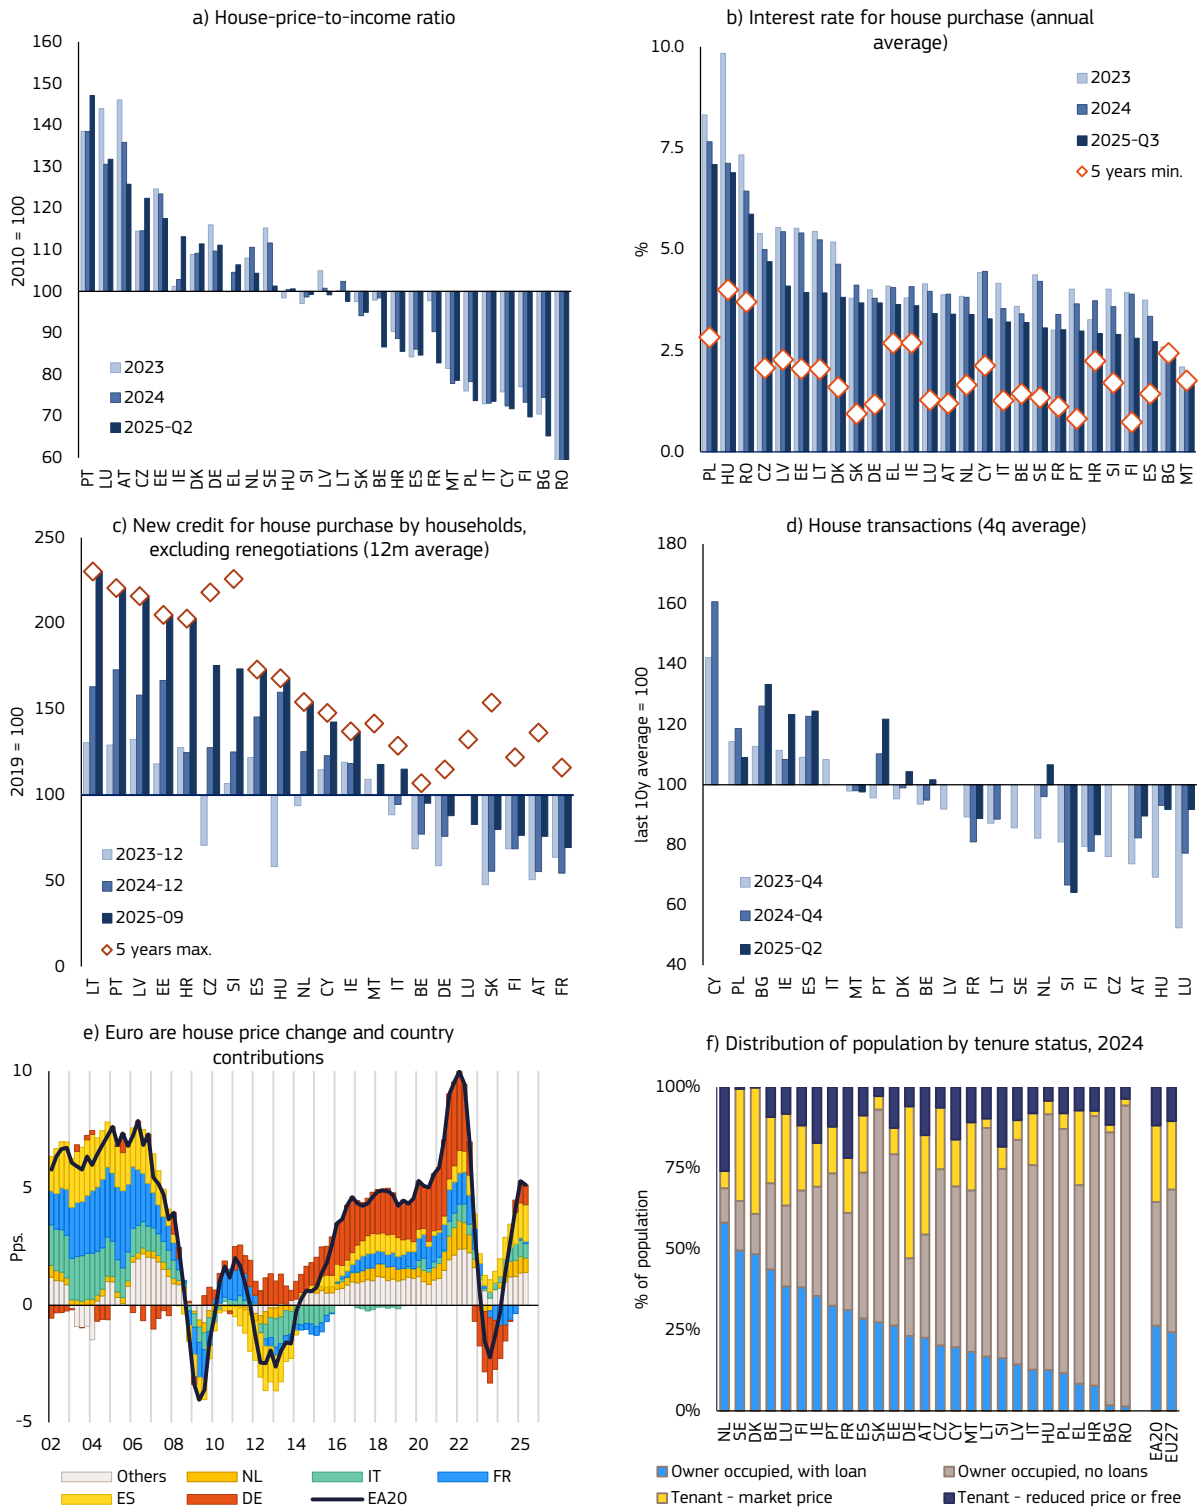 a) House-price-to-income ratio
160
150
140
130
120
110
100
90
80
70
60
2010 = 100
2023
2024
2025-Q2
PT LU AT CZ EE IE DK DE EL NL SE HU SI LV LT SK BE HR ES FR MT PL IT CY FI BG RO
b) Interest rate for house purchase (annual
average)
10.0
7.5
5.0
2.5
0.0
%
2023
2024
2025-Q3
5 years min.
PL HU RO CZ LV EE LT DK SK DE EL IE LU AT NL CY IT BE SE FR PT HR SI FI ES BG MT
c) New credit for house purchase by households,
excluding renegotiations (12m average)
250
200
150
100
50
0
2019 = 100
2023-12
2024-12
2025-09
5 years max.
LT PT LV EE HR CZ SI ES HU NL CY IE MT IT BE DE LU SK FI AT FR
d) House transactions (4q average)
180
160
140
120
100
80
60
40
last 10y average = 100
2023-Q4
2024-Q4
2025-Q2
CY PL BG IE ES IT MT PT DK BE LV FR LT SE NL SI FI CZ AT HU LU
e) Euro are house price change and country
contributions
10
5
0
-5
Pps.
02 04 06 08 10 12 14 16 18 20 22 25
Others NL IT FR
ES DE EA20
f) Distribution of population by tenure status, 2024
100%
75%
50%
25%
0%
% of population
NL SE DK BE LU FI IE PT FR ES SK EE DE AT CZ CY MT LT SI LV IT HU PL EL HR BG RO EA20 EU27
Owner occupied, with loan Owner occupied, no loans
Tenant - market price Tenant - reduced price or free